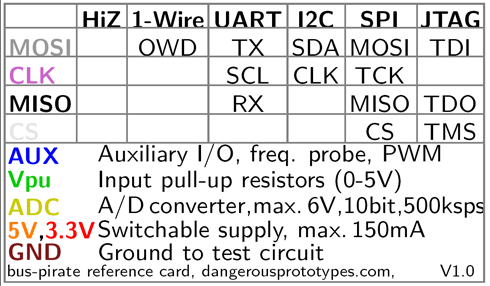 HiZ 1-Wire UART I2C SPI JTAG
MOSI OWD TX SDA MOSI TDI
CLK SCL CLK TCK
MISO RX MISO TDO
CS CS TMS
AUX Auxiliary I/O, freq. probe, PWM
Vpu Input pull-up resistors (0-5V)
ADC A/D converter,max. 6V,10bit,500ksps
5V,3.3V Switchable supply, max. 150mA
GND Ground to test circuit
bus-pirate reference card, dangerousprototypes.com, V1.0